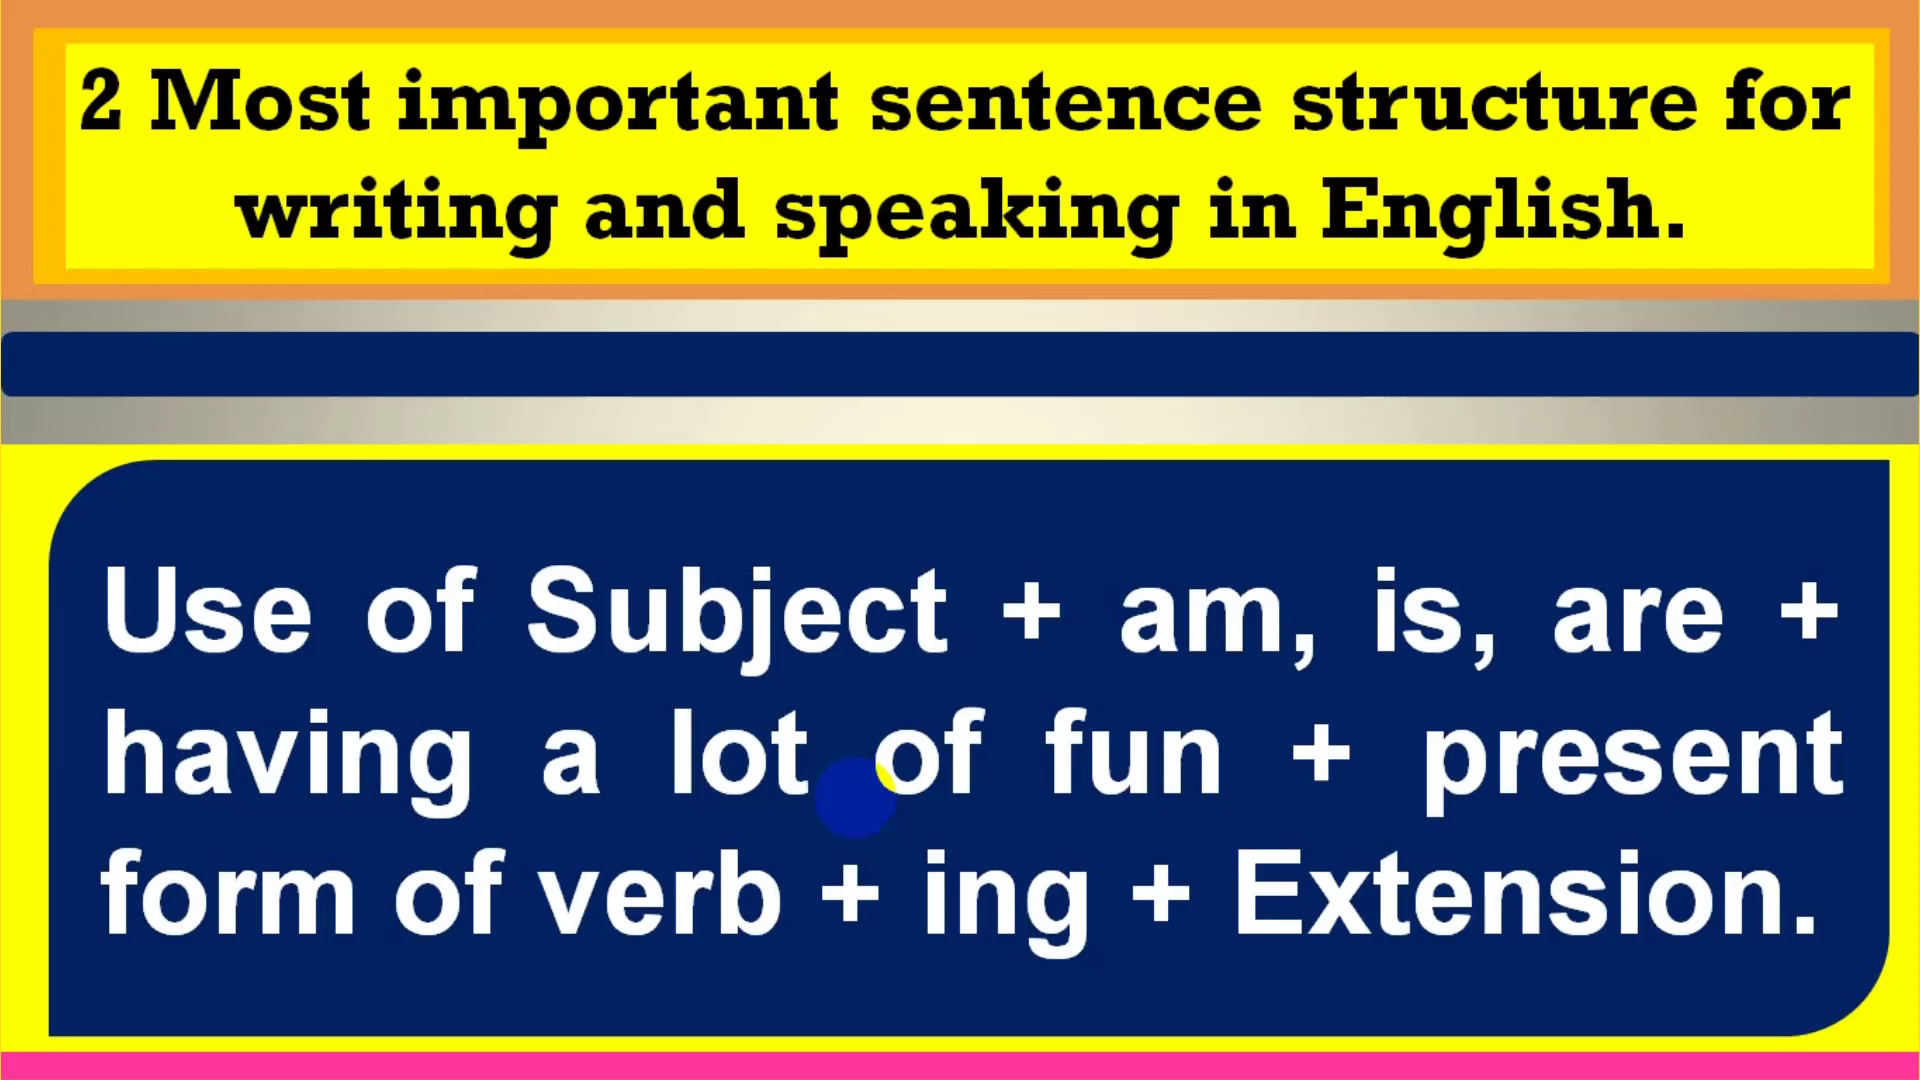 2 Most important sentence structure for
writing and speaking in English.
Use of Subject + am, is, are +
having a lot of fun + present
form of verb + ing + Extension.